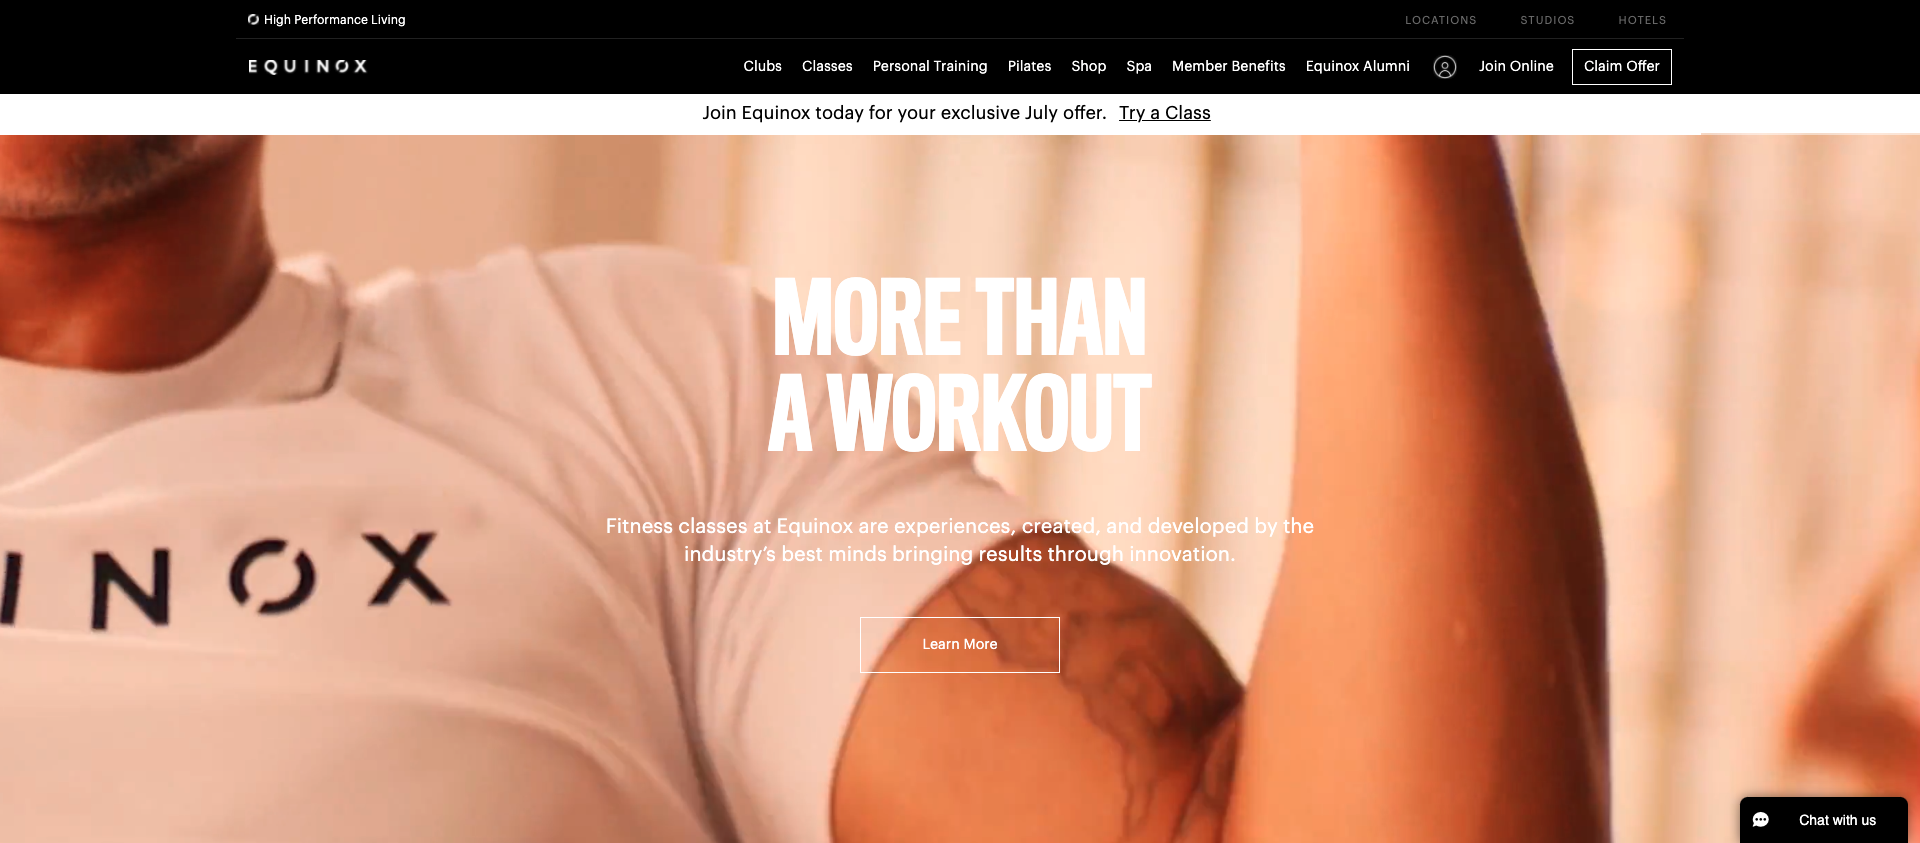 High Performance Living
LOCATIONS STUDIOS HOTELS
EQUINOX
Clubs Classes Personal Training Pilates Shop Spa Member Benefits Equinox Alumni Join Online Claim Offer
Join Equinox today for your exclusive July offer. Try a Class
MORE THAN
A WORKOUT
Fitness classes at Equinox are experiences, created, and developed by the
industry’s best minds bringing results through innovation.
INOX
Learn More
Chat with us